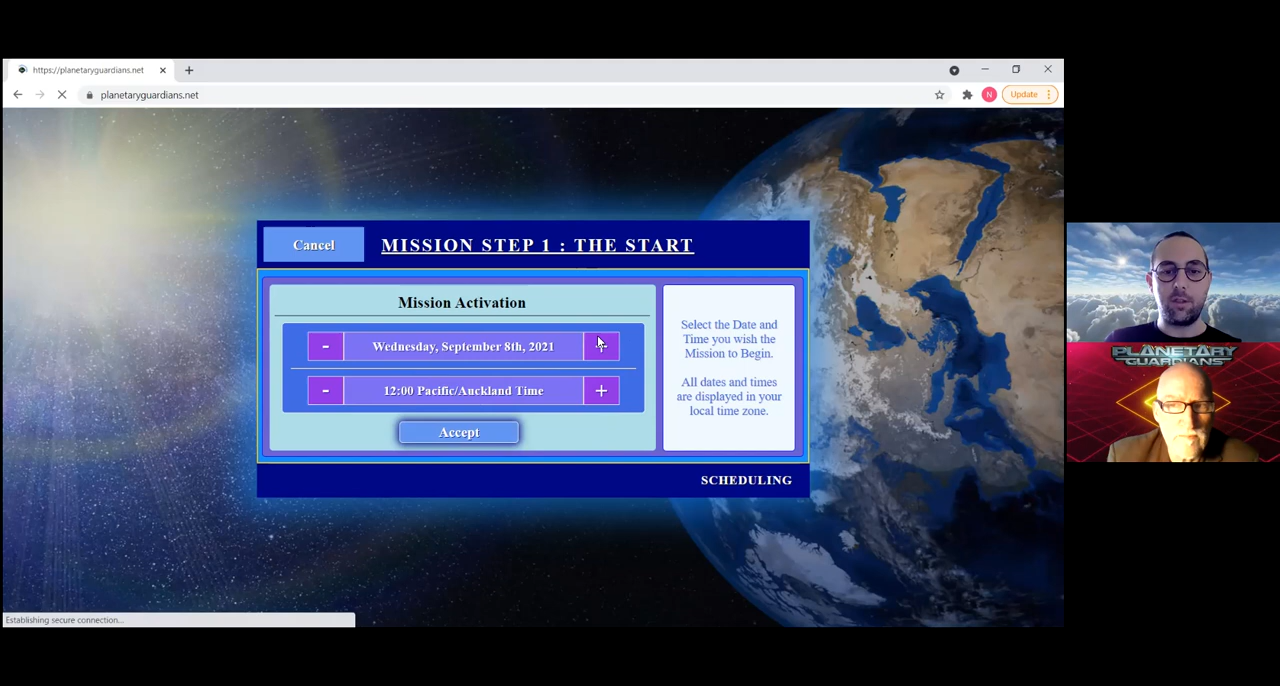 https://planetaryguardians.net
planetaryguardians.net
N
Update
Cancel
MISSION STEP 1 : THE START
Mission Activation
- Wednesday, September 8th, 2021 +
- 12:00 Pacific/Auckland Time +
Accept
Select the Date and
Time you wish the
Mission to Begin.
All dates and times
are displayed in your
local time zone.
SCHEDULING
Establishing secure connection...
PLANETARY
GUARDIANS